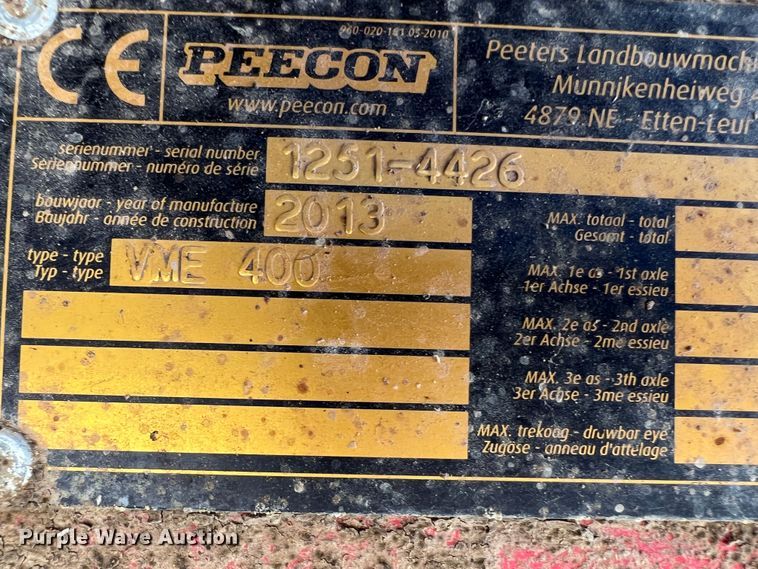 960-020-161 05-2010
CE
PEECON
www.peecon.com
Peeters Landbouwmachi
Munnikenheiweg 4
4879 NE - Etten-Leur
serienummer - serial number
Seriennummer - numéro de série
1251-4426
bouwjaar - year of manufacture
Baujahr - année de construction
2013
type - type
Typ - type
VME 400
MAX. totaal - total
Gesamt - total
MAX. 1e as - 1st axle
1er Achse - 1er essieu
MAX. 2e as - 2nd axle
2er Achse - 2me essieu
MAX. 3e as - 3th axle
3er Achse - 3me essieu
MAX. trekoog - drawbar eye
Zugöse - anneau d'attelage
Purple Wave Auction